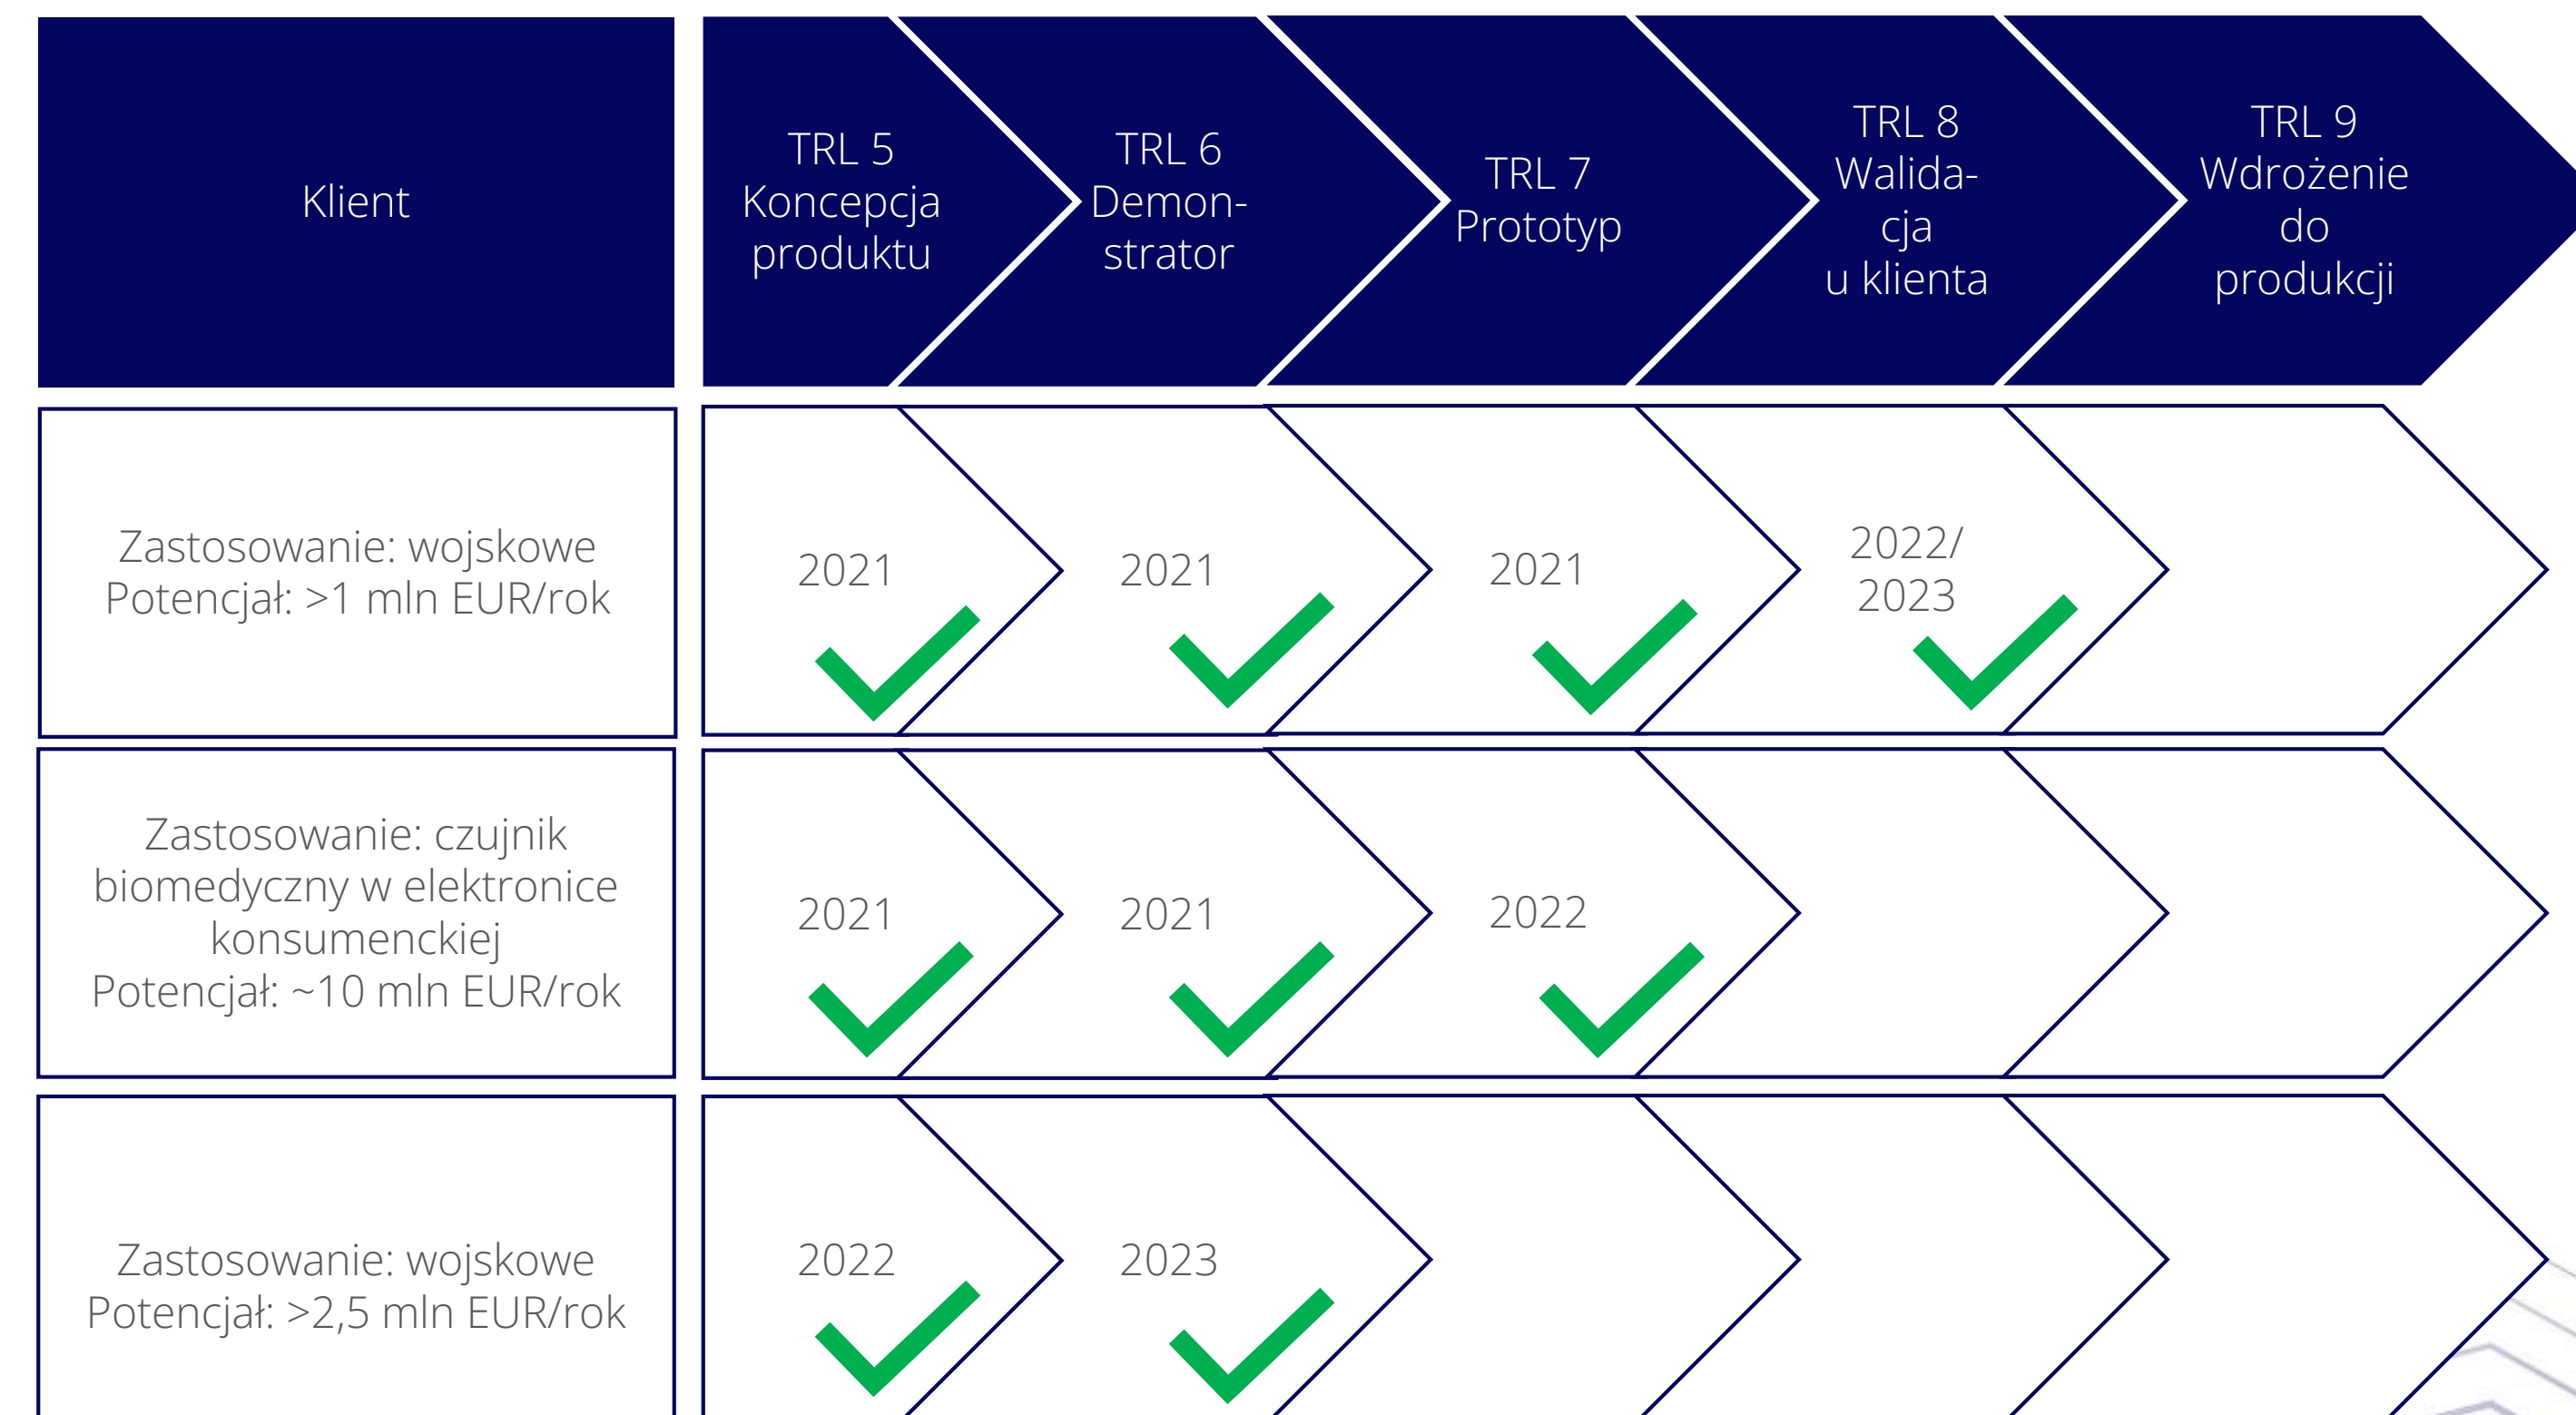 Klient
TRL 5
Koncepcja
produktu
TRL 6
Demon-
strator
TRL 7
Prototyp
TRL 8
Walida-
cja
u klienta
TRL 9
Wdrożenie
do
produkcji
Zastosowanie: wojskowe
Potencjał: >1 mln EUR/rok
2021
2021
2021
2022/
2023
Zastosowanie: czujnik
biomedyczny w elektronice
konsumenckiej
Potencjał: ~10 mln EUR/rok
2021
2021
2022
Zastosowanie: wojskowe
Potencjał: >2,5 mln EUR/rok
2022
2023